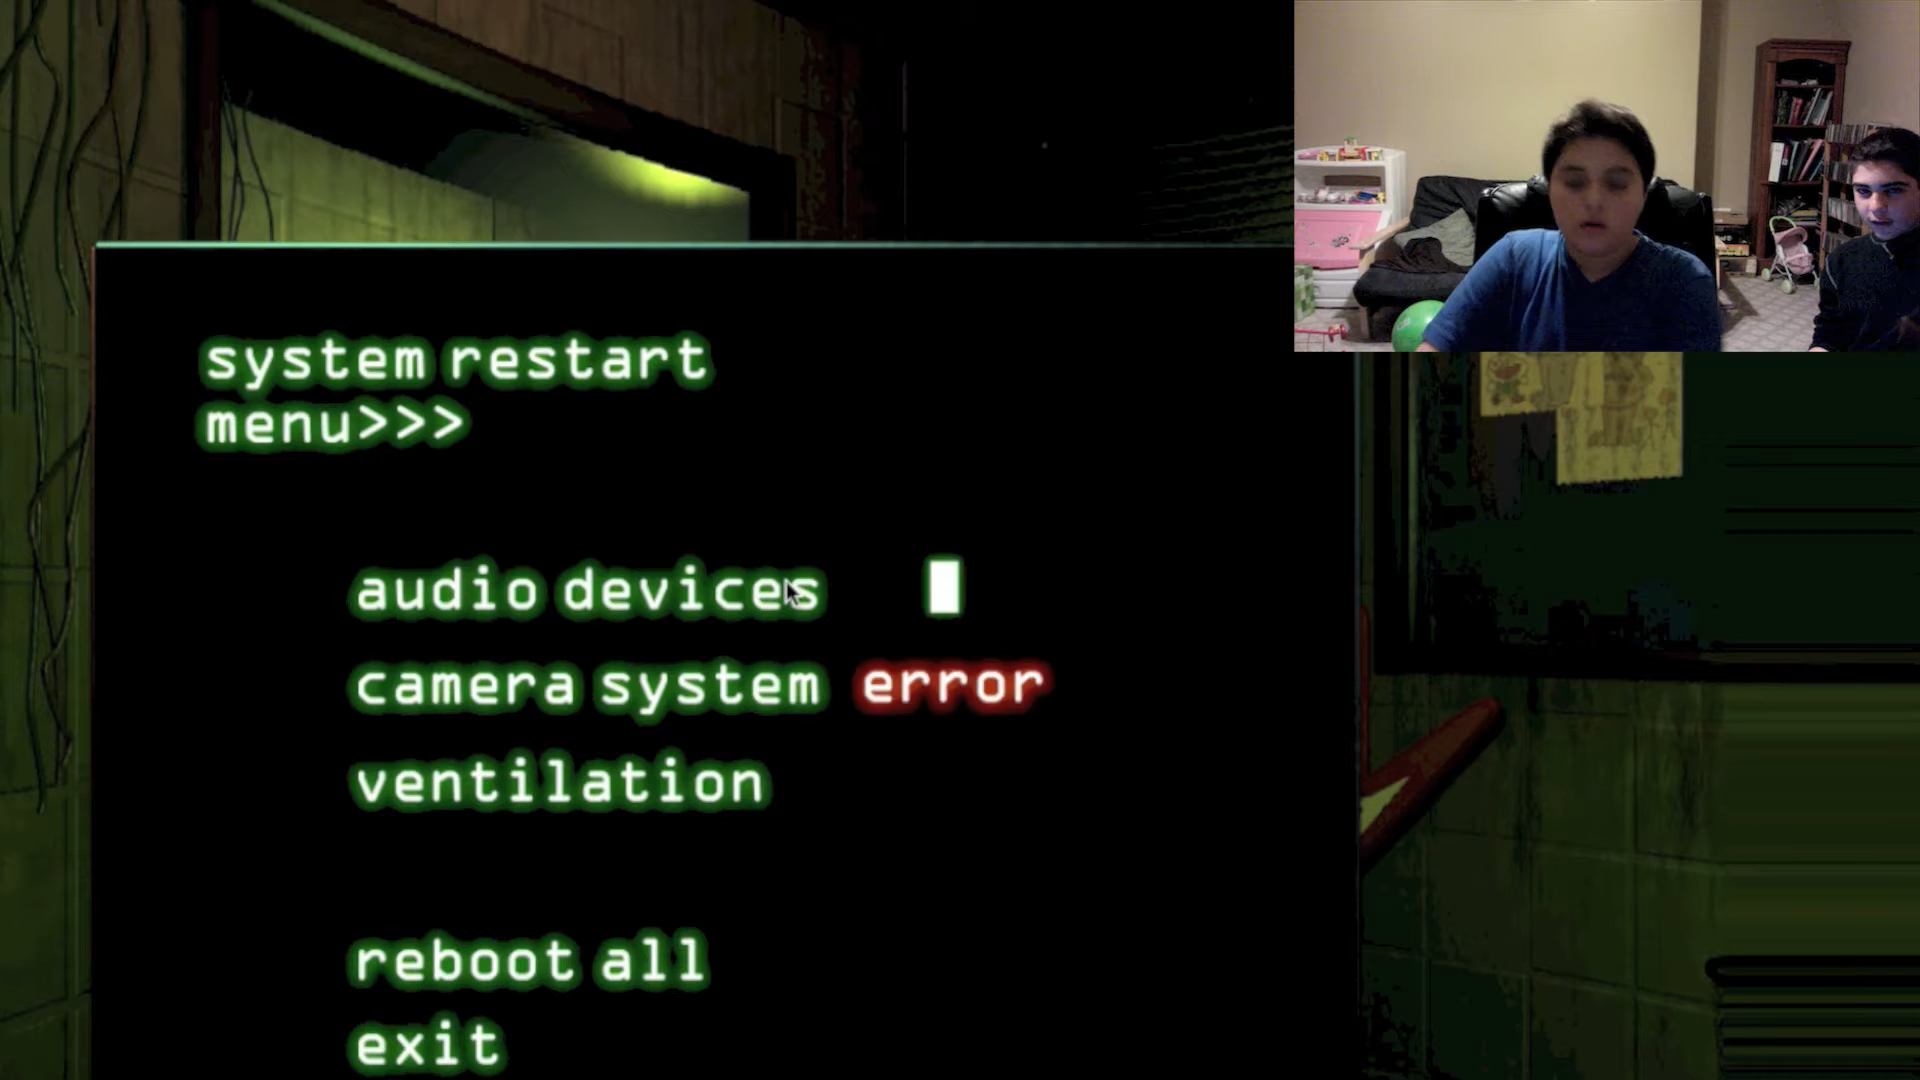 system restart
menu>>>
audio devices
camera system error
ventilation
reboot all
exit